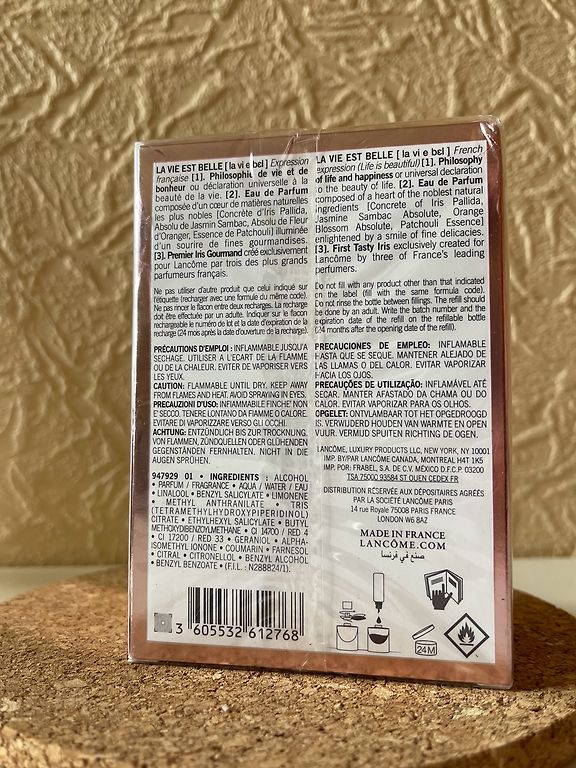 LA VIE EST BELLE [ la vi ɛ bɛl ] Expression
française [1]. Philosophie de vie et de
bonheur ou déclaration universelle à la
beauté de la vie. [2]. Eau de Parfum
composée d'un cœur de matières naturelles
les plus nobles [Concrète d'Iris Pallida,
Absolu de Jasmin Sambac, Absolu de Fleur
d'Oranger, Essence de Patchouli] illuminée
d'un sourire de fines gourmandises.
[3]. Premier Iris Gourmand créé exclusivement
pour Lancôme par trois des plus grands
parfumeurs français.
Ne pas utiliser d'autre produit que celui indiqué sur
l'étiquette (recharger avec une formule du même code).
Ne pas rincer le flacon entre deux recharges. La recharge
doit être effectuée par un adulte. Indiquer sur le flacon
rechargeable le numéro de lot et la date d'expiration de la
recharge (24 mois après la date d'ouverture de la recharge).
PRÉCAUTIONS D'EMPLOI : INFLAMMABLE JUSQU'A
SECHAGE. UTILISER A L'ECART DE LA FLAMME
OU DE LA CHALEUR. EVITER DE VAPORISER VERS
LES YEUX.
CAUTION: FLAMMABLE UNTIL DRY. KEEP AWAY
FROM FLAMES AND HEAT. AVOID SPRAYING IN EYES.
PRECAUZIONI D'USO: INFIAMMABILE FINCHE' NON
E' SECCO. TENERE LONTANO DA FIAMME O CALORE.
EVITARE DI VAPORIZZARE VERSO GLI OCCHI.
ACHTUNG: ENTZÜNDLICH BIS ZUR TROCKNUNG.
VON FLAMMEN, ZÜNDQUELLEN ODER GLÜHENDEN
GEGENSTÄNDEN FERNHALTEN. NICHT IN DIE
AUGEN SPRÜHEN.
947929 01 • INGREDIENTS : ALCOHOL
• PARFUM / FRAGRANCE • AQUA / WATER / EAU
• LINALOOL • BENZYL SALICYLATE • LIMONENE
• METHYL ANTHRANILATE • TRIS
(TETRAMETHYLHYDROXYPIPERIDINOL)
CITRATE • ETHYLHEXYL SALICYLATE • BUTYL
METHOXYDIBENZOYLMETHANE • CI 14700 / RED 4
• CI 17200 / RED 33 • GERANIOL • ALPHA-
ISOMETHYL IONONE • COUMARIN • FARNESOL
• CITRAL • CITRONELLOL • BENZYL ALCOHOL
• BENZYL BENZOATE • (F.I.L. : N288824/1).
3 605532 612768
LA VIE EST BELLE [ la vi ɛ bɛl ] French
expression (Life is beautiful) [1]. Philosophy
of life and happiness or universal declaration
to the beauty of life. [2]. Eau de Parfum
composed of a heart of the noblest natural
ingredients [Concrete of Iris Pallida,
Jasmine Sambac Absolute, Orange
Blossom Absolute, Patchouli Essence]
enlightened by a smile of fine delicacies.
[3]. First Tasty Iris exclusively created for
Lancôme by three of France's leading
perfumers.
Do not fill with any product other than that indicated
on the label (fill with the same formula code).
Do not rinse the bottle between fillings. The refill should
be done by an adult. Write the batch number and the
expiration date of the refill on the refillable bottle
(24 months after opening date of the refill).
PRECAUCIONES DE EMPLEO: INFLAMABLE
HASTA QUE SE SEQUE. MANTENER ALEJADO DE
LAS LLAMAS O DEL CALOR. EVITAR VAPORIZAR
HACIA LOS OJOS.
PRECAUÇÕES DE UTILIZAÇÃO: INFLAMÁVEL ATÉ
SECAR. MANTER AFASTADO DA CHAMA OU DO
CALOR. EVITAR VAPORIZAR PARA OS OLHOS.
OPGELET: ONTVLAMBAAR TOT HET OPGEDROOGD
IS. VERWIJDERD HOUDEN VAN WARMTE EN OPEN
VUUR. VERMIJD SPUITEN RICHTING DE OGEN.
LANCÔME, LUXURY PRODUCTS LLC, NEW YORK, NY 10001
IMP. BY/PAR LANCÔME CANADA, MONTREAL H4T 1K5
IMP. POR: FRABEL, S.A. DE C.V. MÉXICO D.F. C.P. 03200
TSA 75000 93584 ST OUEN CEDEX FR
DISTRIBUTION RÉSERVÉE AUX DÉPOSITAIRES AGRÉÉS
PAR LA SOCIÉTÉ LANCÔME PARIS
14 rue Royale 75008 PARIS FRANCE
LONDON W6 8AZ
MADE IN FRANCE
LANCOME.COM
صنع في فرنسا
24M